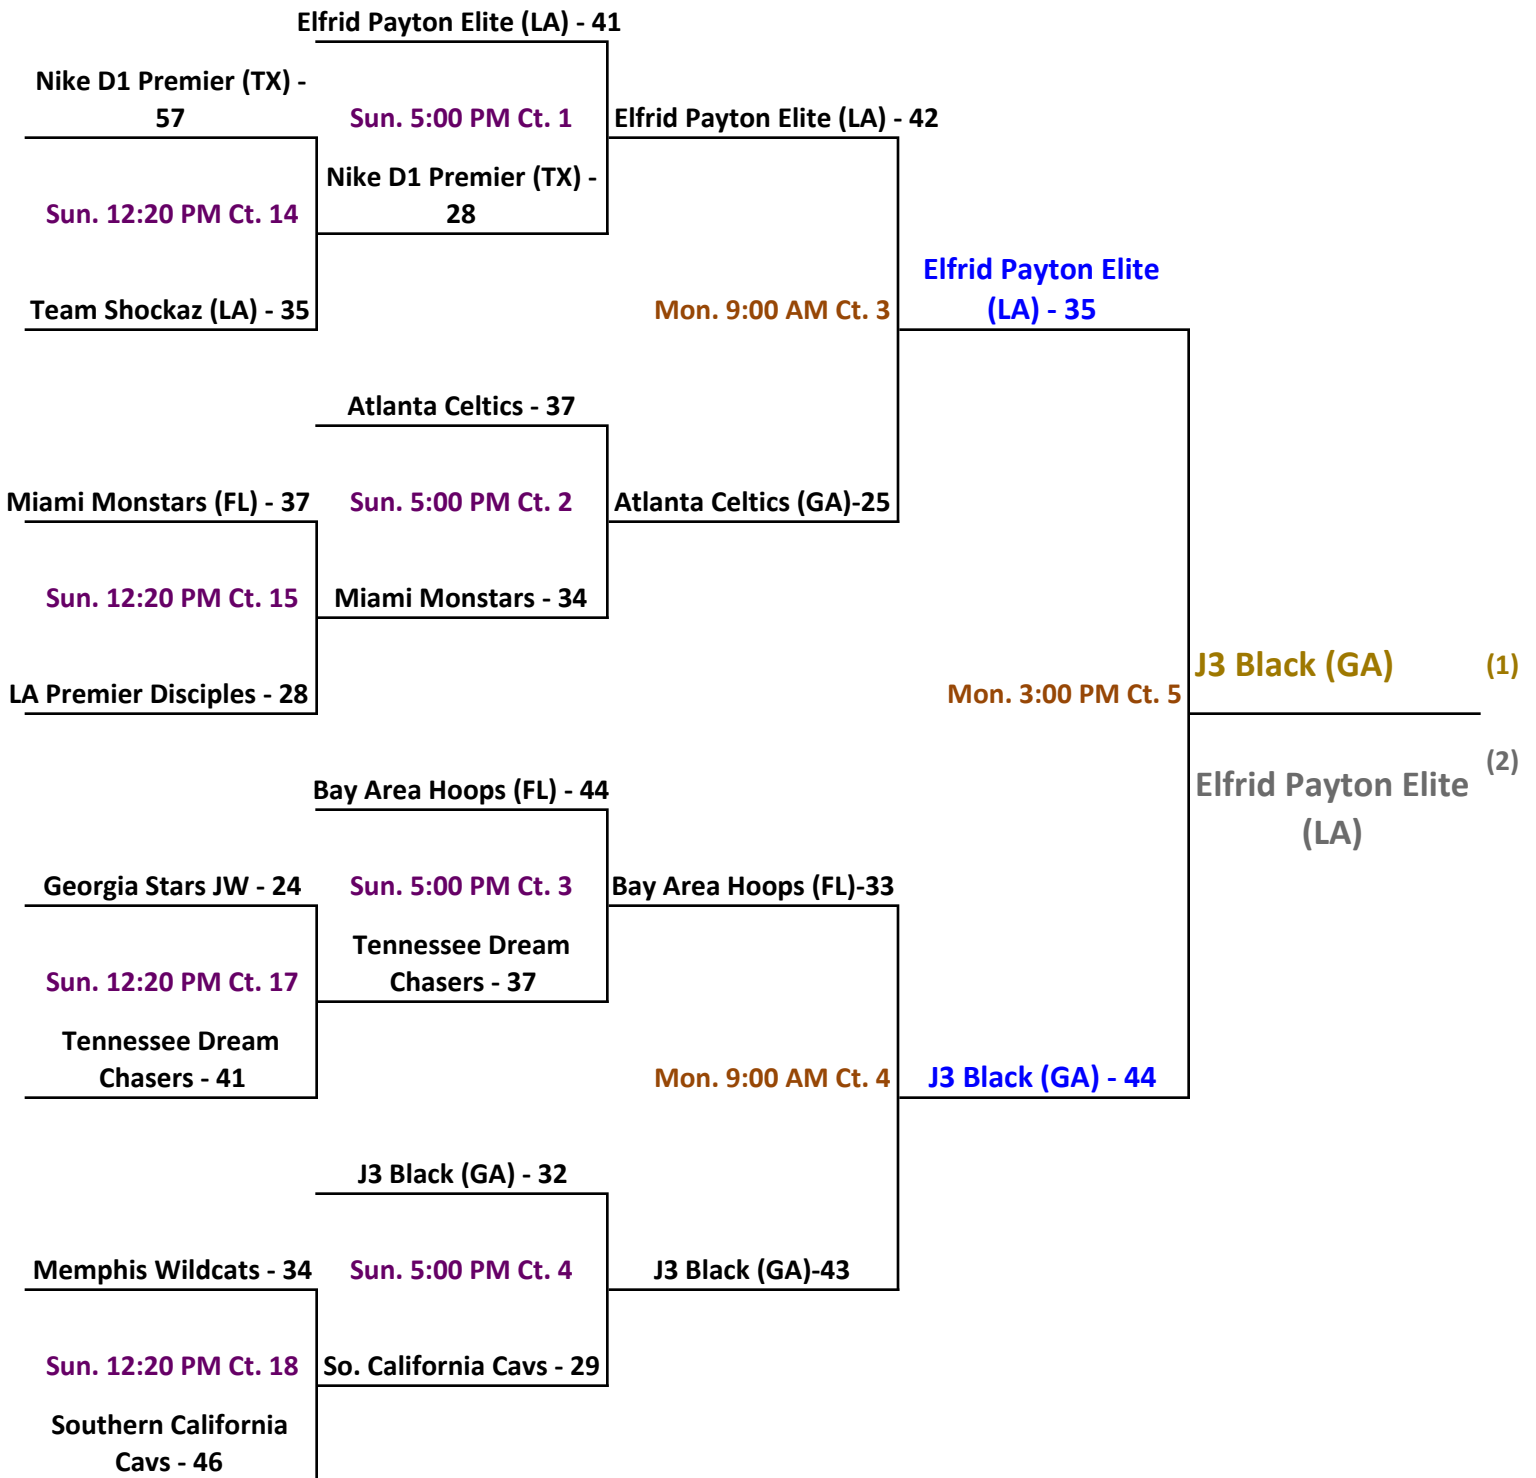 Elfrid Payton Elite (LA) - 41
Nike D1 Premier (TX) -
57
Sun. 5:00 PM Ct. 1
Elfrid Payton Elite (LA) - 42
Nike D1 Premier (TX) -
28
Sun. 12:20 PM Ct. 14
Elfrid Payton Elite
(LA) - 35
Team Shockaz (LA) - 35
Mon. 9:00 AM Ct. 3
Atlanta Celtics - 37
Miami Monstars (FL) - 37
Sun. 5:00 PM Ct. 2
Atlanta Celtics (GA)-25
Sun. 12:20 PM Ct. 15
Miami Monstars - 34
J3 Black (GA)
(1)
LA Premier Disciples - 28
Mon. 3:00 PM Ct. 5
(2)
Elfrid Payton Elite
(LA)
Bay Area Hoops (FL) - 44
Georgia Stars JW - 24
Sun. 5:00 PM Ct. 3
Bay Area Hoops (FL)-33
Tennessee Dream
Chasers - 37
Sun. 12:20 PM Ct. 17
Tennessee Dream
Chasers - 41
Mon. 9:00 AM Ct. 4
J3 Black (GA) - 44
J3 Black (GA) - 32
Memphis Wildcats - 34
Sun. 5:00 PM Ct. 4
J3 Black (GA)-43
Sun. 12:20 PM Ct. 18
So. California Cavs - 29
Southern California
Cavs - 46